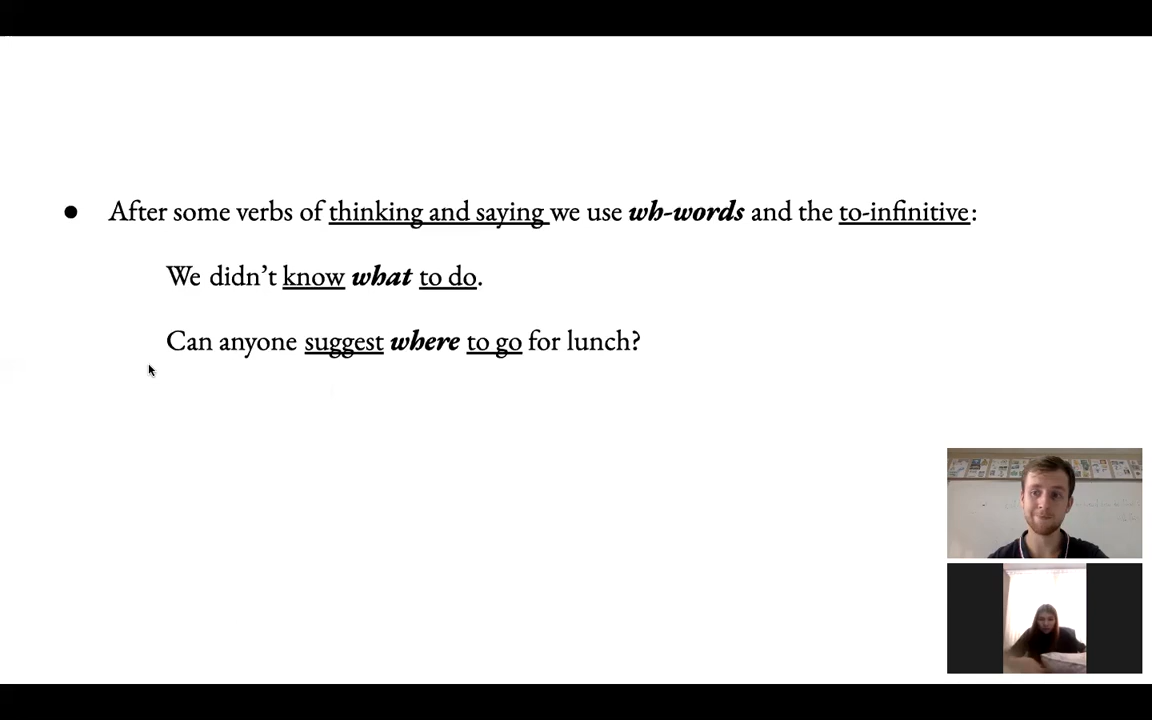 ● After some verbs of thinking and saying we use wh-words and the to-infinitive:
We didn’t know what to do.
Can anyone suggest where to go for lunch?